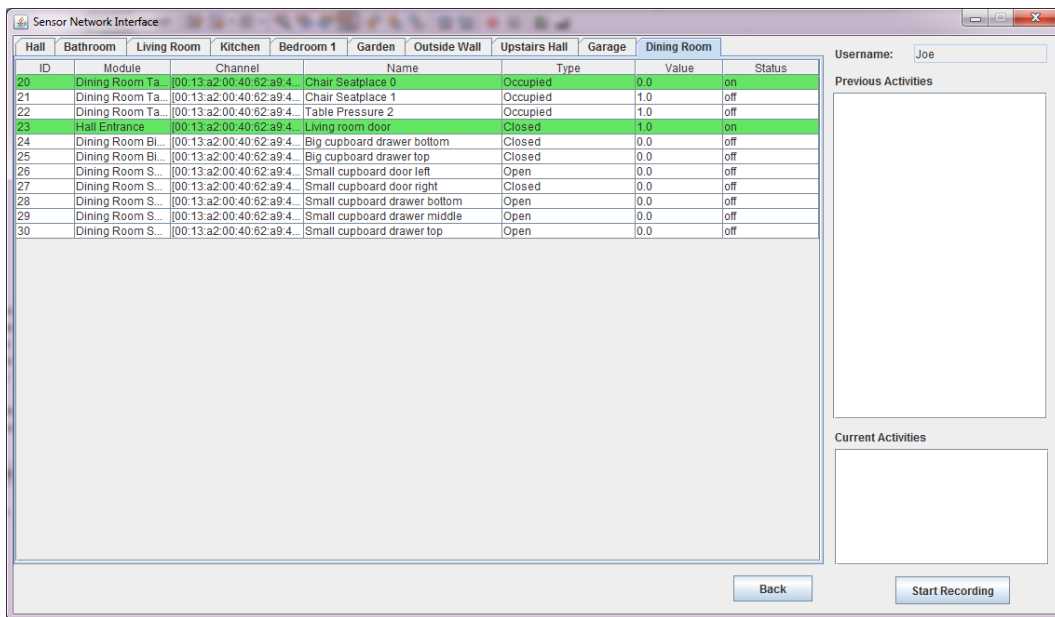 Sensor Network Interface
Hall Bathroom Living Room Kitchen Bedroom 1 Garden Outside Wall Upstairs Hall Garage Dining Room
Username: Joe
ID Module Channel Name Type Value Status
Previous Activities
20 Dining Room Ta... [00:13:a2:00:40:62:a9:4... Chair Seatplace 0 Occupied 0.0 on
21 Dining Room Ta... [00:13:a2:00:40:62:a9:4... Chair Seatplace 1 Occupied 1.0 off
22 Dining Room Ta... [00:13:a2:00:40:62:a9:4... Table Pressure 2 Occupied 1.0 off
23 Hall Entrance [00:13:a2:00:40:62:a9:4... Living room door Closed 1.0 on
24 Dining Room Bi... [00:13:a2:00:40:62:a9:4... Big cupboard drawer bottom Closed 0.0 off
25 Dining Room Bi... [00:13:a2:00:40:62:a9:4... Big cupboard drawer top Closed 0.0 off
26 Dining Room S... [00:13:a2:00:40:62:a9:4... Small cupboard door left Open 0.0 off
27 Dining Room S... [00:13:a2:00:40:62:a9:4... Small cupboard door right Closed 0.0 off
28 Dining Room S... [00:13:a2:00:40:62:a9:4... Small cupboard drawer bottom Open 0.0 off
29 Dining Room S... [00:13:a2:00:40:62:a9:4... Small cupboard drawer middle Open 0.0 off
30 Dining Room S... [00:13:a2:00:40:62:a9:4... Small cupboard drawer top Open 0.0 off
Current Activities
Back
Start Recording